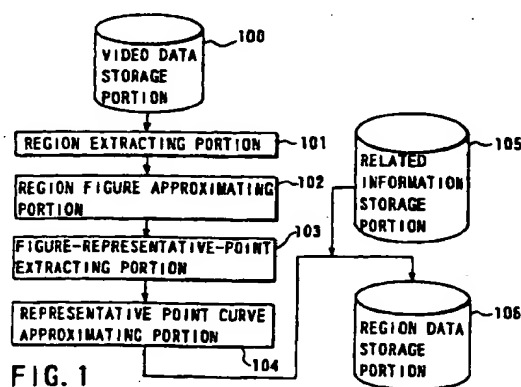 100
VIDEO DATA
STORAGE
PORTION
REGION EXTRACTING PORTION
101
REGION FIGURE APPROXIMATING
PORTION
102
FIGURE-REPRESENTATIVE-POINT
EXTRACTING PORTION
103
REPRESENTATIVE POINT CURVE
APPROXIMATING PORTION
104
RELATED
INFORMATION
STORAGE
PORTION
105
REGION DATA
STORAGE
PORTION
106
FIG. 1